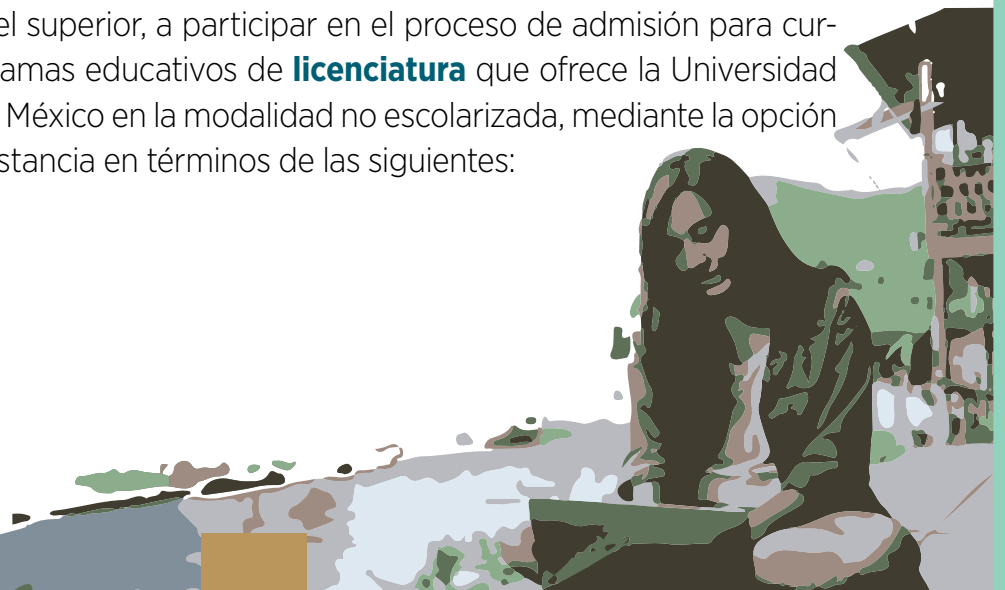 el superior, a participar en el proceso de admisión para cur-
amas educativos de licenciatura que ofrece la Universidad
México en la modalidad no escolarizada, mediante la opción
stancia en términos de las siguientes: